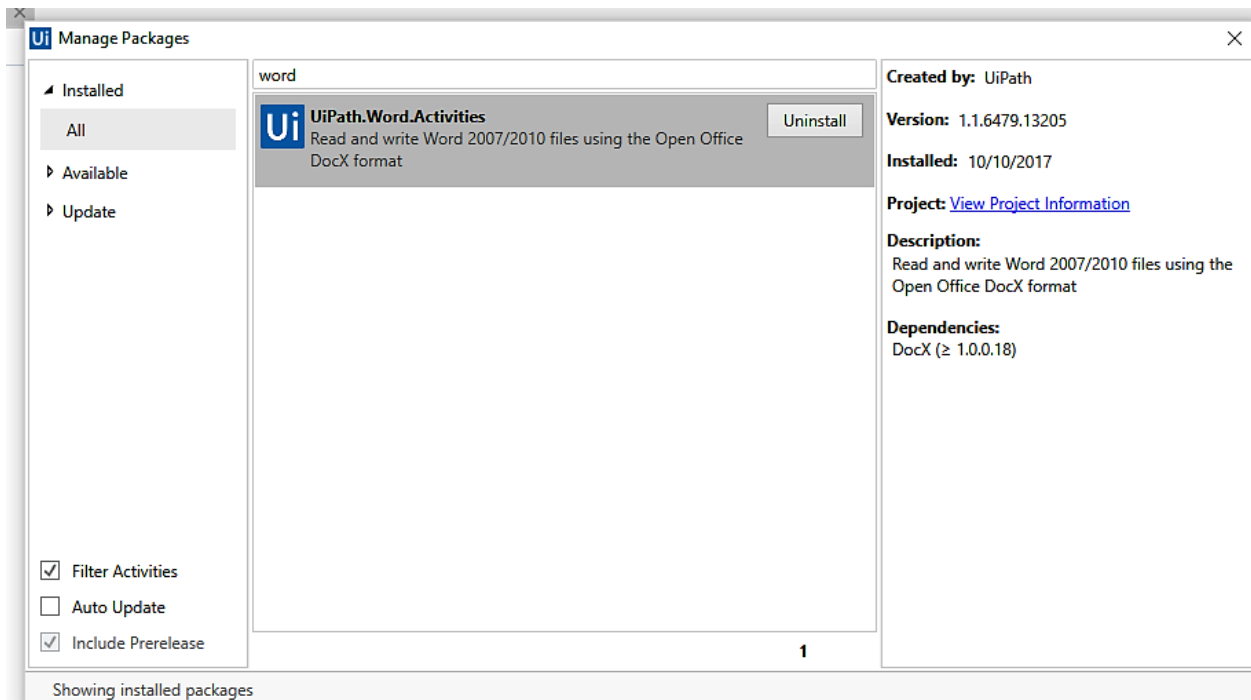 Ui Manage Packages
Installed
All
Available
Update
Filter Activities
Auto Update
Include Prerelease
word
Ui
UiPath.Word.Activities
Read and write Word 2007/2010 files using the Open Office
DocX format
Uninstall
1
Created by: UiPath
Version: 1.1.6479.13205
Installed: 10/10/2017
Project: View Project Information
Description:
Read and write Word 2007/2010 files using the
Open Office DocX format
Dependencies:
DocX (≥ 1.0.0.18)
Showing installed packages